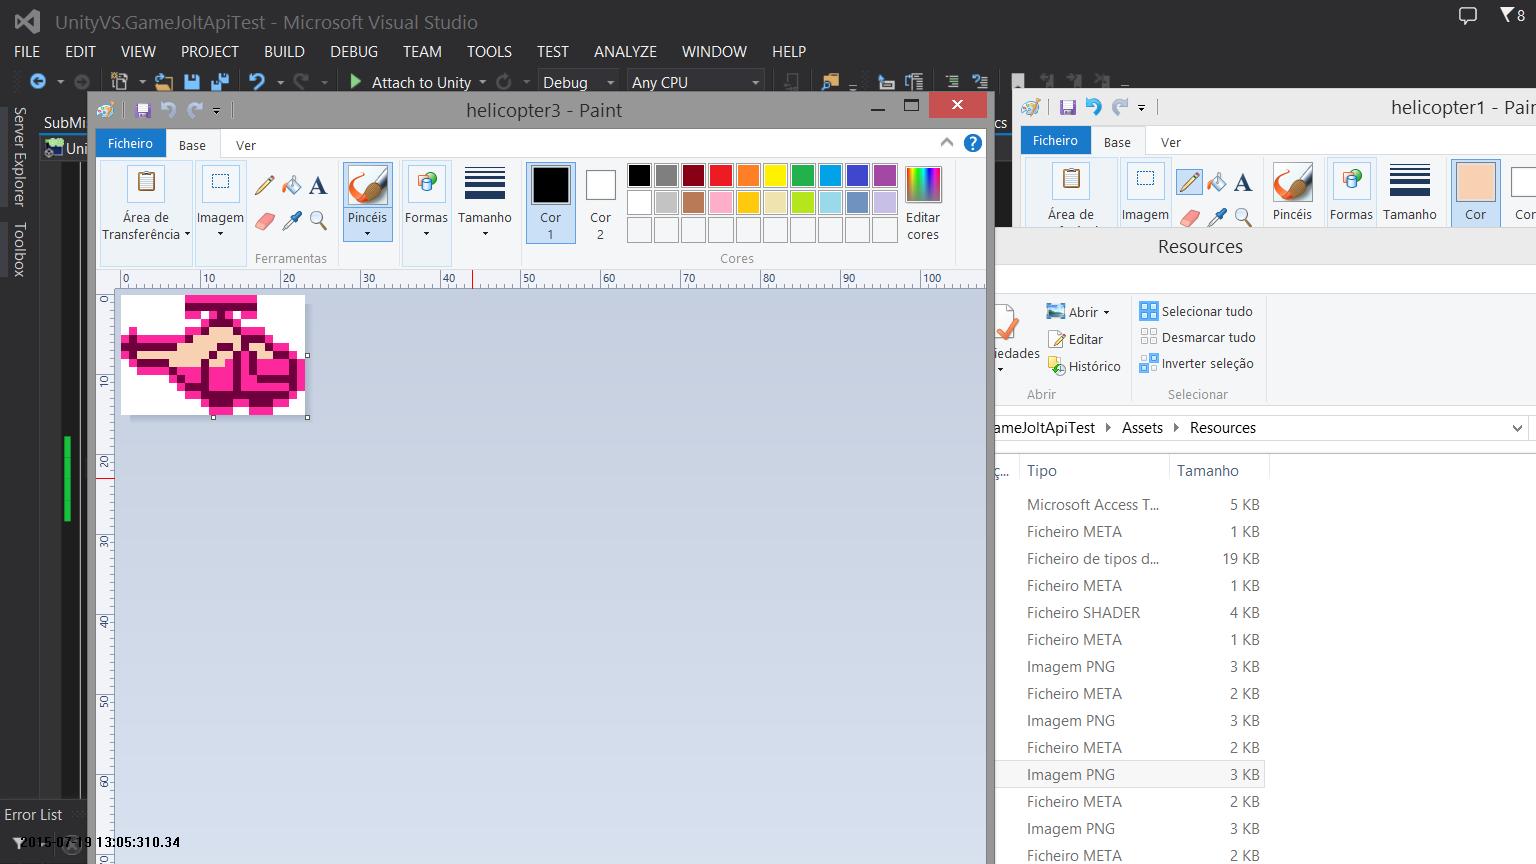 UnityVS.GameJoltApiTest - Microsoft Visual Studio
8
FILE EDIT VIEW PROJECT BUILD DEBUG TEAM TOOLS TEST ANALYZE WINDOW HELP
Attach to Unity Debug Any CPU
Server Explorer
Toolbox
SubMi
Uni
cs
helicopter3 - Paint
Ficheiro Base Ver
Área de Transferência
Imagem
Ferramentas
Pincéis
Formas
Tamanho
Cor 1
Cor 2
Editar cores
Cores
0 10 20 30 40 50 60 70 80 90 100
0
10
20
30
40
50
60
helicopter1 - Pain
Ficheiro Base Ver
Área de
Imagem
Pincéis
Formas
Tamanho
Cor
Cor
Resources
iedades
Abrir
Editar
Histórico
Abrir
Selecionar tudo
Desmarcar tudo
Inverter seleção
Selecionar
ameJoltApiTest Assets Resources
ç... Tipo Tamanho
Microsoft Access T... 5 KB
Ficheiro META 1 KB
Ficheiro de tipos d... 19 KB
Ficheiro META 1 KB
Ficheiro SHADER 4 KB
Ficheiro META 1 KB
Imagem PNG 3 KB
Ficheiro META 2 KB
Imagem PNG 3 KB
Ficheiro META 2 KB
Imagem PNG 3 KB
Ficheiro META 2 KB
Imagem PNG 3 KB
Ficheiro META 2 KB
Error List
2015-07-19 13:05:310.34